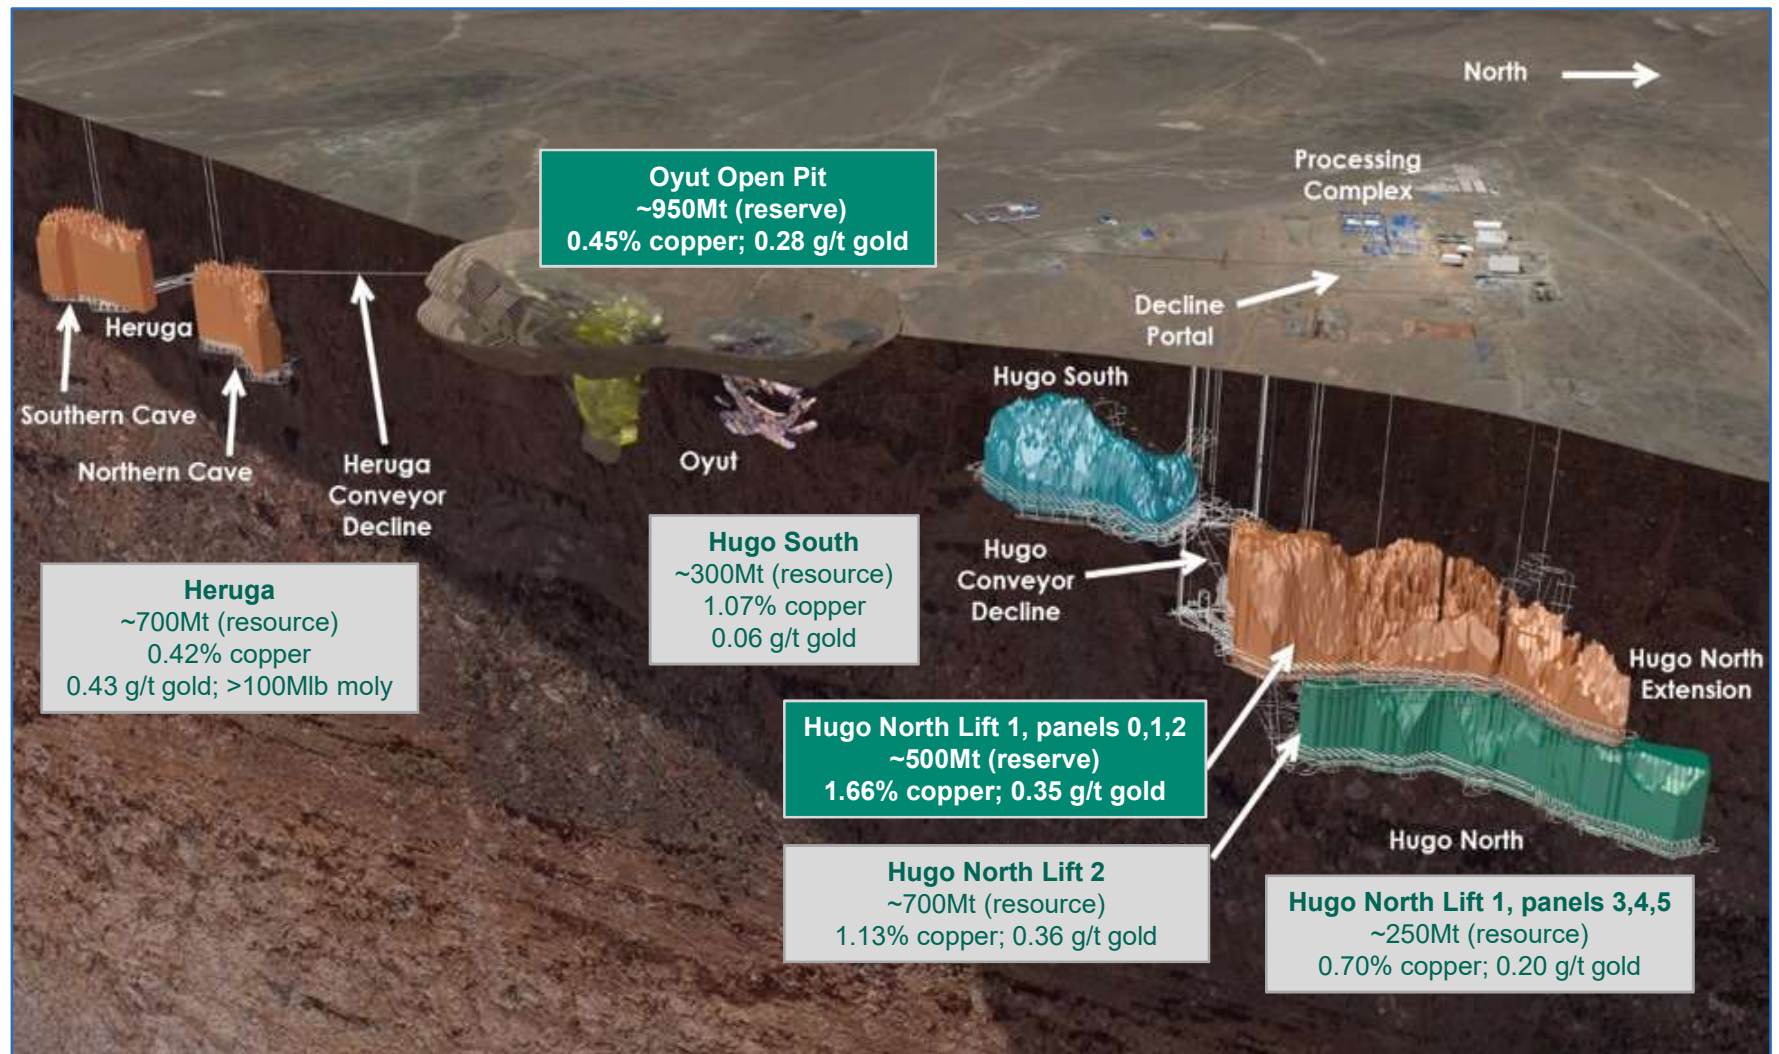 North
Processing
Complex
Oyut Open Pit
~950Mt (reserve)
0.45% copper; 0.28 g/t gold
Decline
Portal
Heruga
Southern Cave
Northern Cave
Heruga
Conveyor
Decline
Oyut
Hugo South
Hugo South
~300Mt (resource)
1.07% copper
0.06 g/t gold
Hugo
Conveyor
Decline
Heruga
~700Mt (resource)
0.42% copper
0.43 g/t gold; >100Mlb moly
Hugo North
Extension
Hugo North Lift 1, panels 0,1,2
~500Mt (reserve)
1.66% copper; 0.35 g/t gold
Hugo North
Hugo North Lift 2
~700Mt (resource)
1.13% copper; 0.36 g/t gold
Hugo North Lift 1, panels 3,4,5
~250Mt (resource)
0.70% copper; 0.20 g/t gold